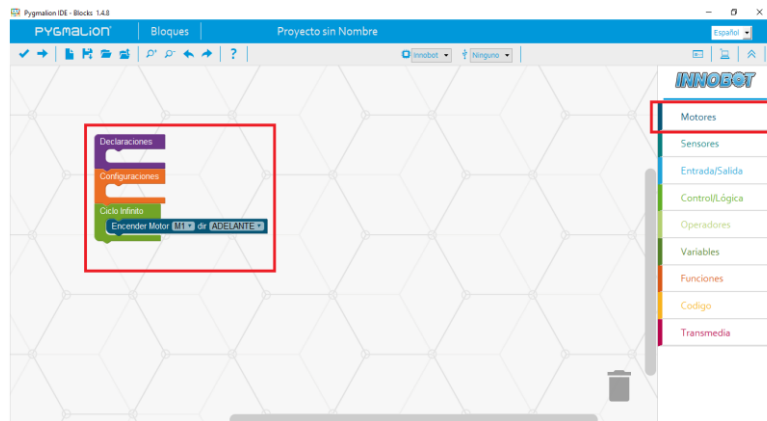 Pygmalion IDE - Blocks 1.4.8
PYGMALION Bloques Proyecto sin Nombre Español
? Innobot Ninguno
INNOBOT
Motores
Sensores
Entrada/Salida
Control/Lógica
Operadores
Variables
Funciones
Codigo
Transmedia
Declaraciones
Configuraciones
Ciclo Infinito
Encender Motor M1 dir ADELANTE